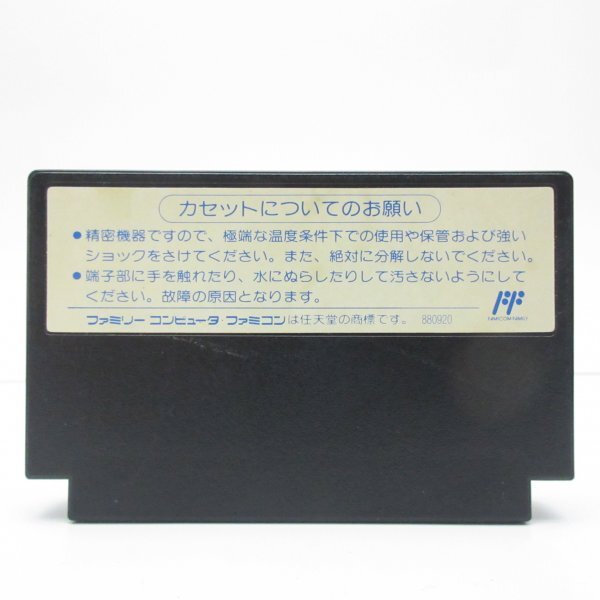 カセットについてのお願い
●精密機器ですので、極端な温度条件下での使用や保管および強い
ショックをさけてください。また、絶対に分解しないでください。
●端子部に手を触れたり、水にぬらしたりして汚さないようにして
ください。故障の原因となります。
ファミリーコンピュータ・ファミコンは任天堂の商標です。 880920
FAMICOM FAMILY